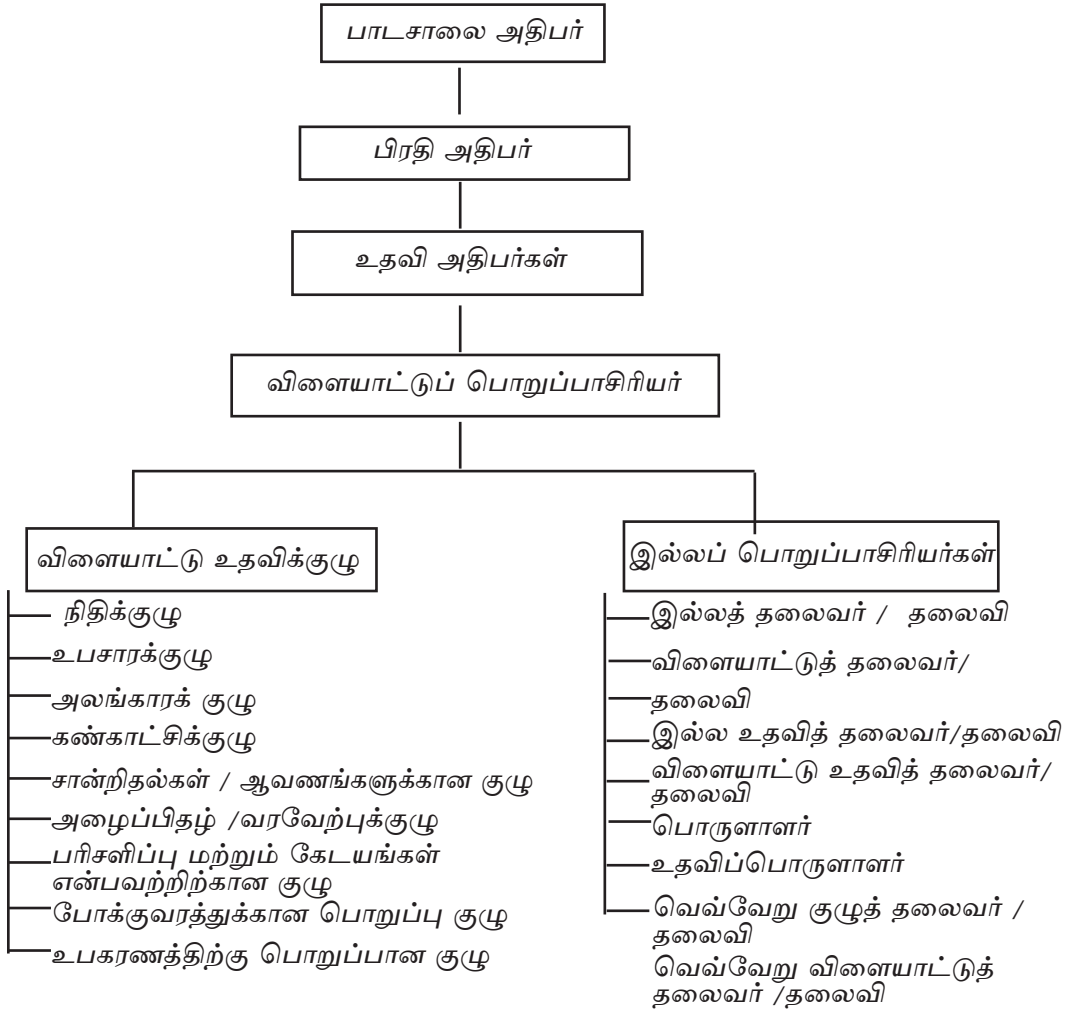 பாடசாலை அதிபர்
பிரதி அதிபர்
உதவி அதிபர்கள்
விளையாட்டுப் பொறுப்பாசிரியர்
விளையாட்டு உதவிக்குழு
நிதிக்குழு
உபசாரக்குழு
அலங்காரக் குழு
கண்காட்சிக்குழு
சான்றிதல்கள் / ஆவணங்களுக்கான குழு
அழைப்பிதழ் /வரவேற்புக்குழு
பரிசளிப்பு மற்றும் கேடயங்கள்
என்பவற்றிற்கான குழு
போக்குவரத்துக்கான பொறுப்பு குழு
உபகரணத்திற்கு பொறுப்பான குழு
இல்லப் பொறுப்பாசிரியர்கள்
இல்லத் தலைவர் / தலைவி
விளையாட்டுத் தலைவர்/
தலைவி
இல்ல உதவித் தலைவர்/தலைவி
விளையாட்டு உதவித் தலைவர்/
தலைவி
பொருளாளர்
உதவிப்பொருளாளர்
வெவ்வேறு குழுத் தலைவர் /
தலைவி
வெவ்வேறு விளையாட்டுத்
தலைவர் /தலைவி